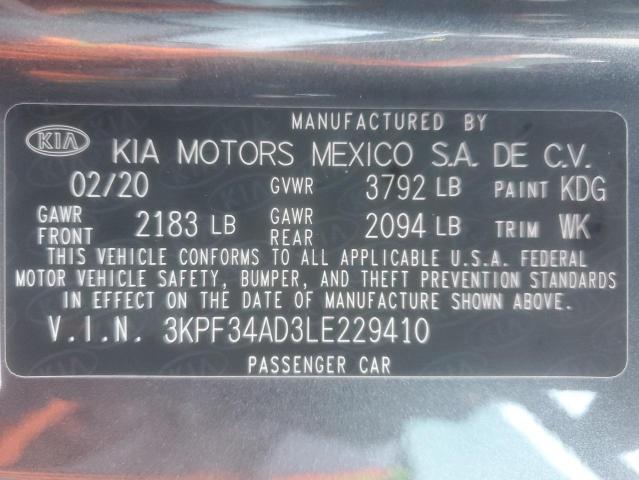 MANUFACTURED BY
KIA KIA MOTORS MEXICO S.A. DE C.V.
02/20 GVWR 3792 LB PAINT KDG
GAWR FRONT 2183 LB GAWR REAR 2094 LB TRIM WK
THIS VEHICLE CONFORMS TO ALL APPLICABLE U.S.A. FEDERAL
MOTOR VEHICLE SAFETY, BUMPER, AND THEFT PREVENTION STANDARDS
IN EFFECT ON THE DATE OF MANUFACTURE SHOWN ABOVE.
V.I.N. 3KPF34AD3LE229410
PASSENGER CAR